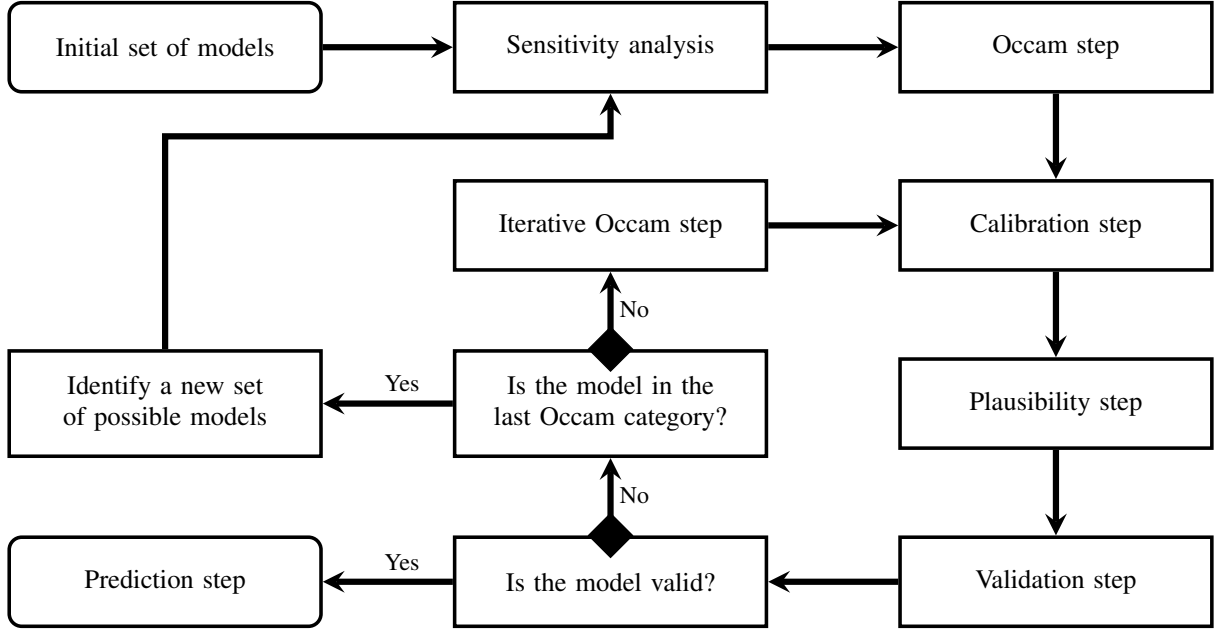 Initial set of models
Sensitivity analysis
Occam step
Iterative Occam step
Calibration step
No
Identify a new set
of possible models
Yes
Is the model in the
last Occam category?
Plausibility step
No
Prediction step
Yes
Is the model valid?
Validation step